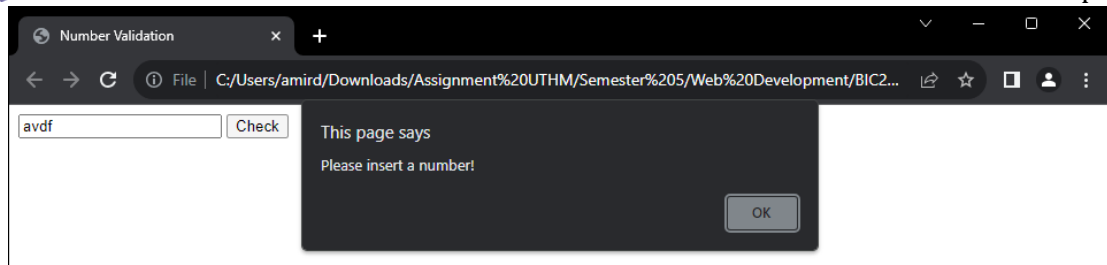 Number Validation
File | C:/Users/amird/Downloads/Assignment%20UTHM/Semester%205/Web%20Development/BIC2...
avdf Check
This page says
Please insert a number!
OK